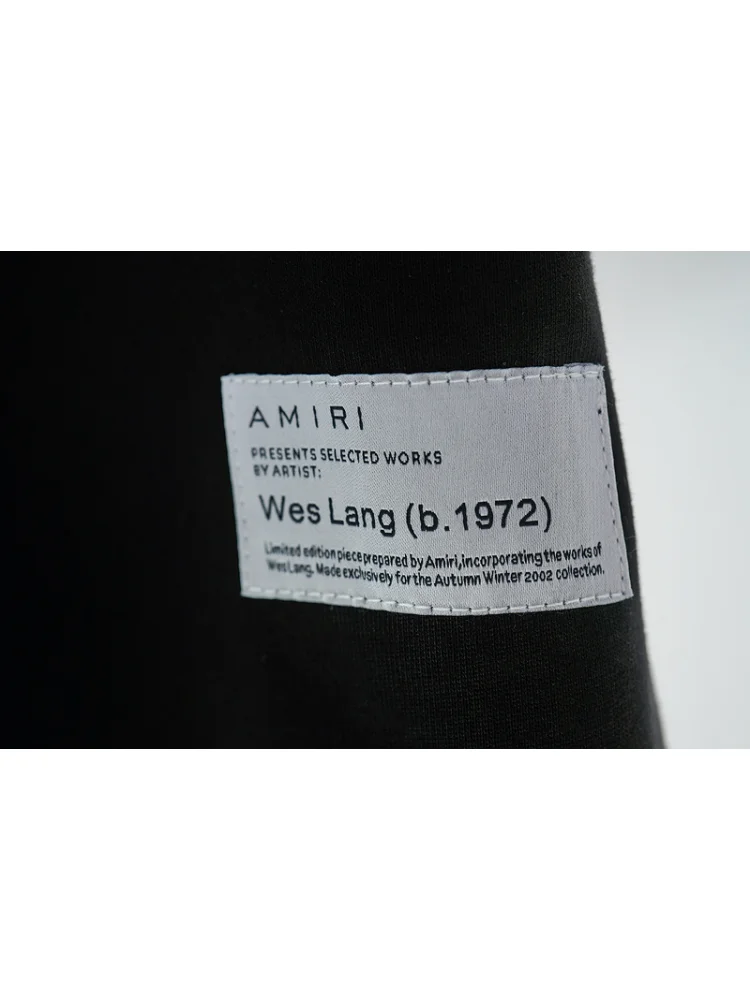 AMIRI
PRESENTS SELECTED WORKS
BY ARTIST:
Wes Lang (b.1972)
Limited edition piece prepared by Amiri,incorporating the works of
Wes Lang. Made exclusively for the Autumn Winter 2002 collection.